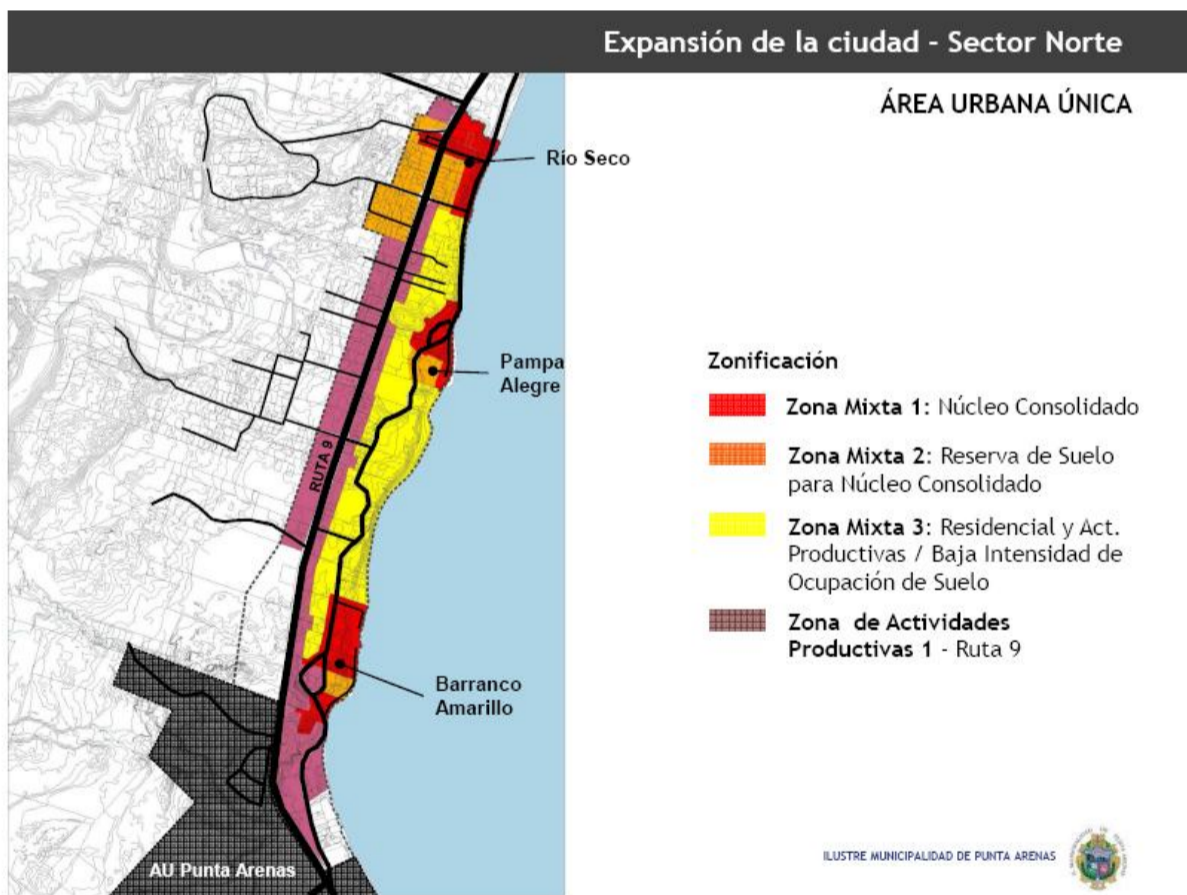 Expansión de la ciudad - Sector Norte
ÁREA URBANA ÚNICA
Río Seco
Pampa
Alegre
RUTA 9
Barranco
Amarillo
AU Punta Arenas
Zonificación
Zona Mixta 1: Núcleo Consolidado
Zona Mixta 2: Reserva de Suelo
para Núcleo Consolidado
Zona Mixta 3: Residencial y Act.
Productivas / Baja Intensidad de
Ocupación de Suelo
Zona de Actividades
Productivas 1 - Ruta 9
ILUSTRE MUNICIPALIDAD DE PUNTA ARENAS